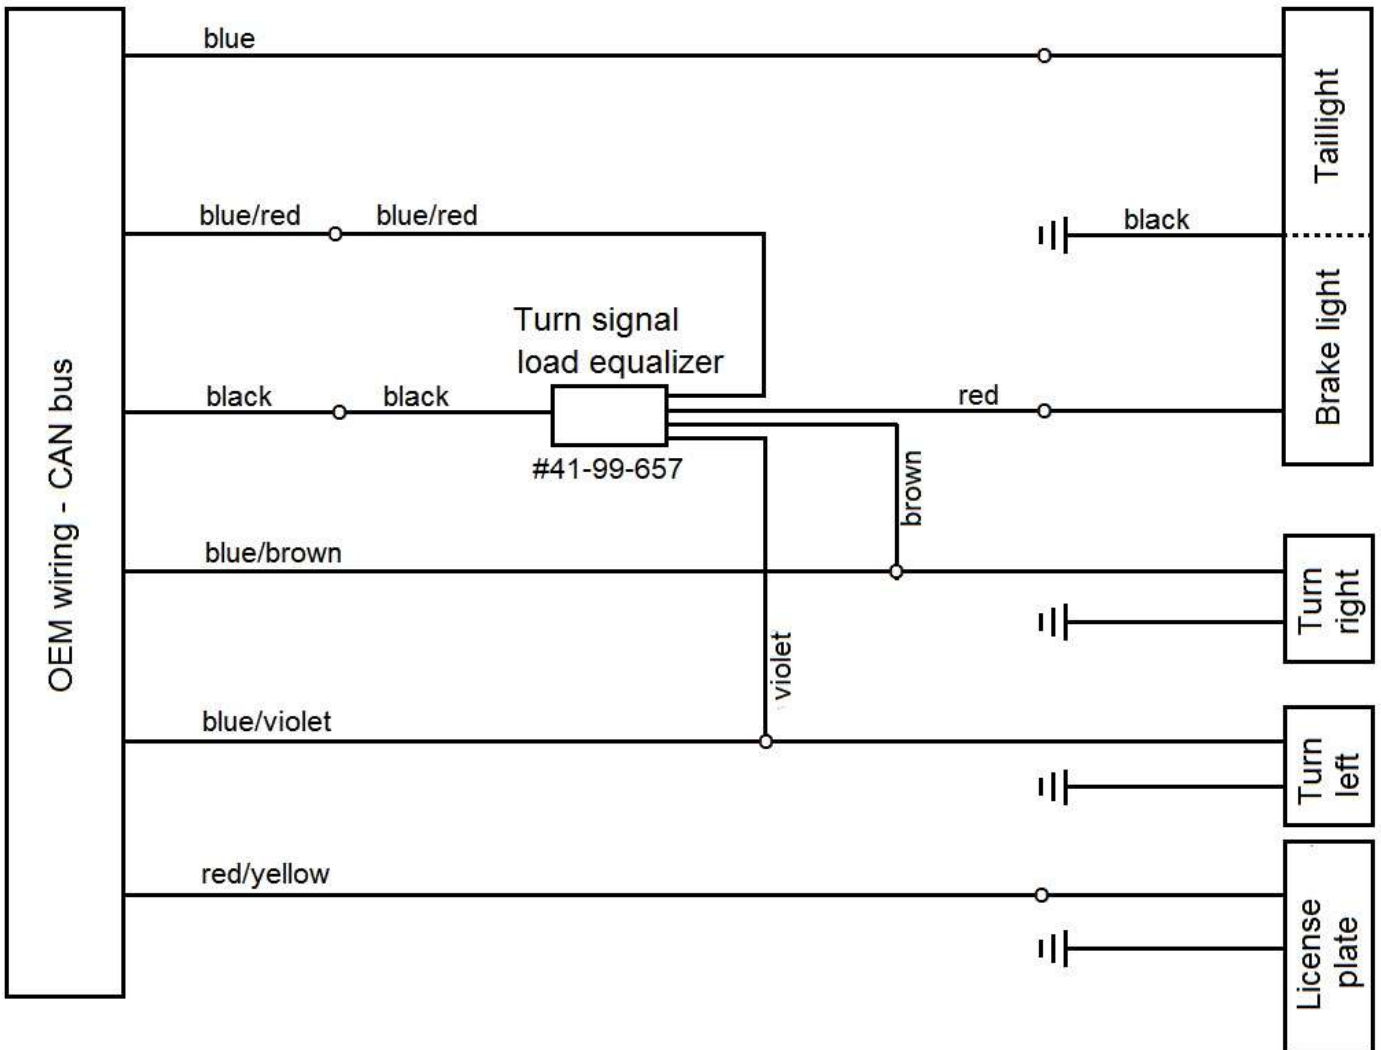 blue
Taillight
blue/red
blue/red
black
Turn signal
load equalizer
Brake light
OEM wiring - CAN bus
black
black
red
#41-99-657
brown
blue/brown
Turn
right
violet
blue/violet
Turn
left
red/yellow
License
plate